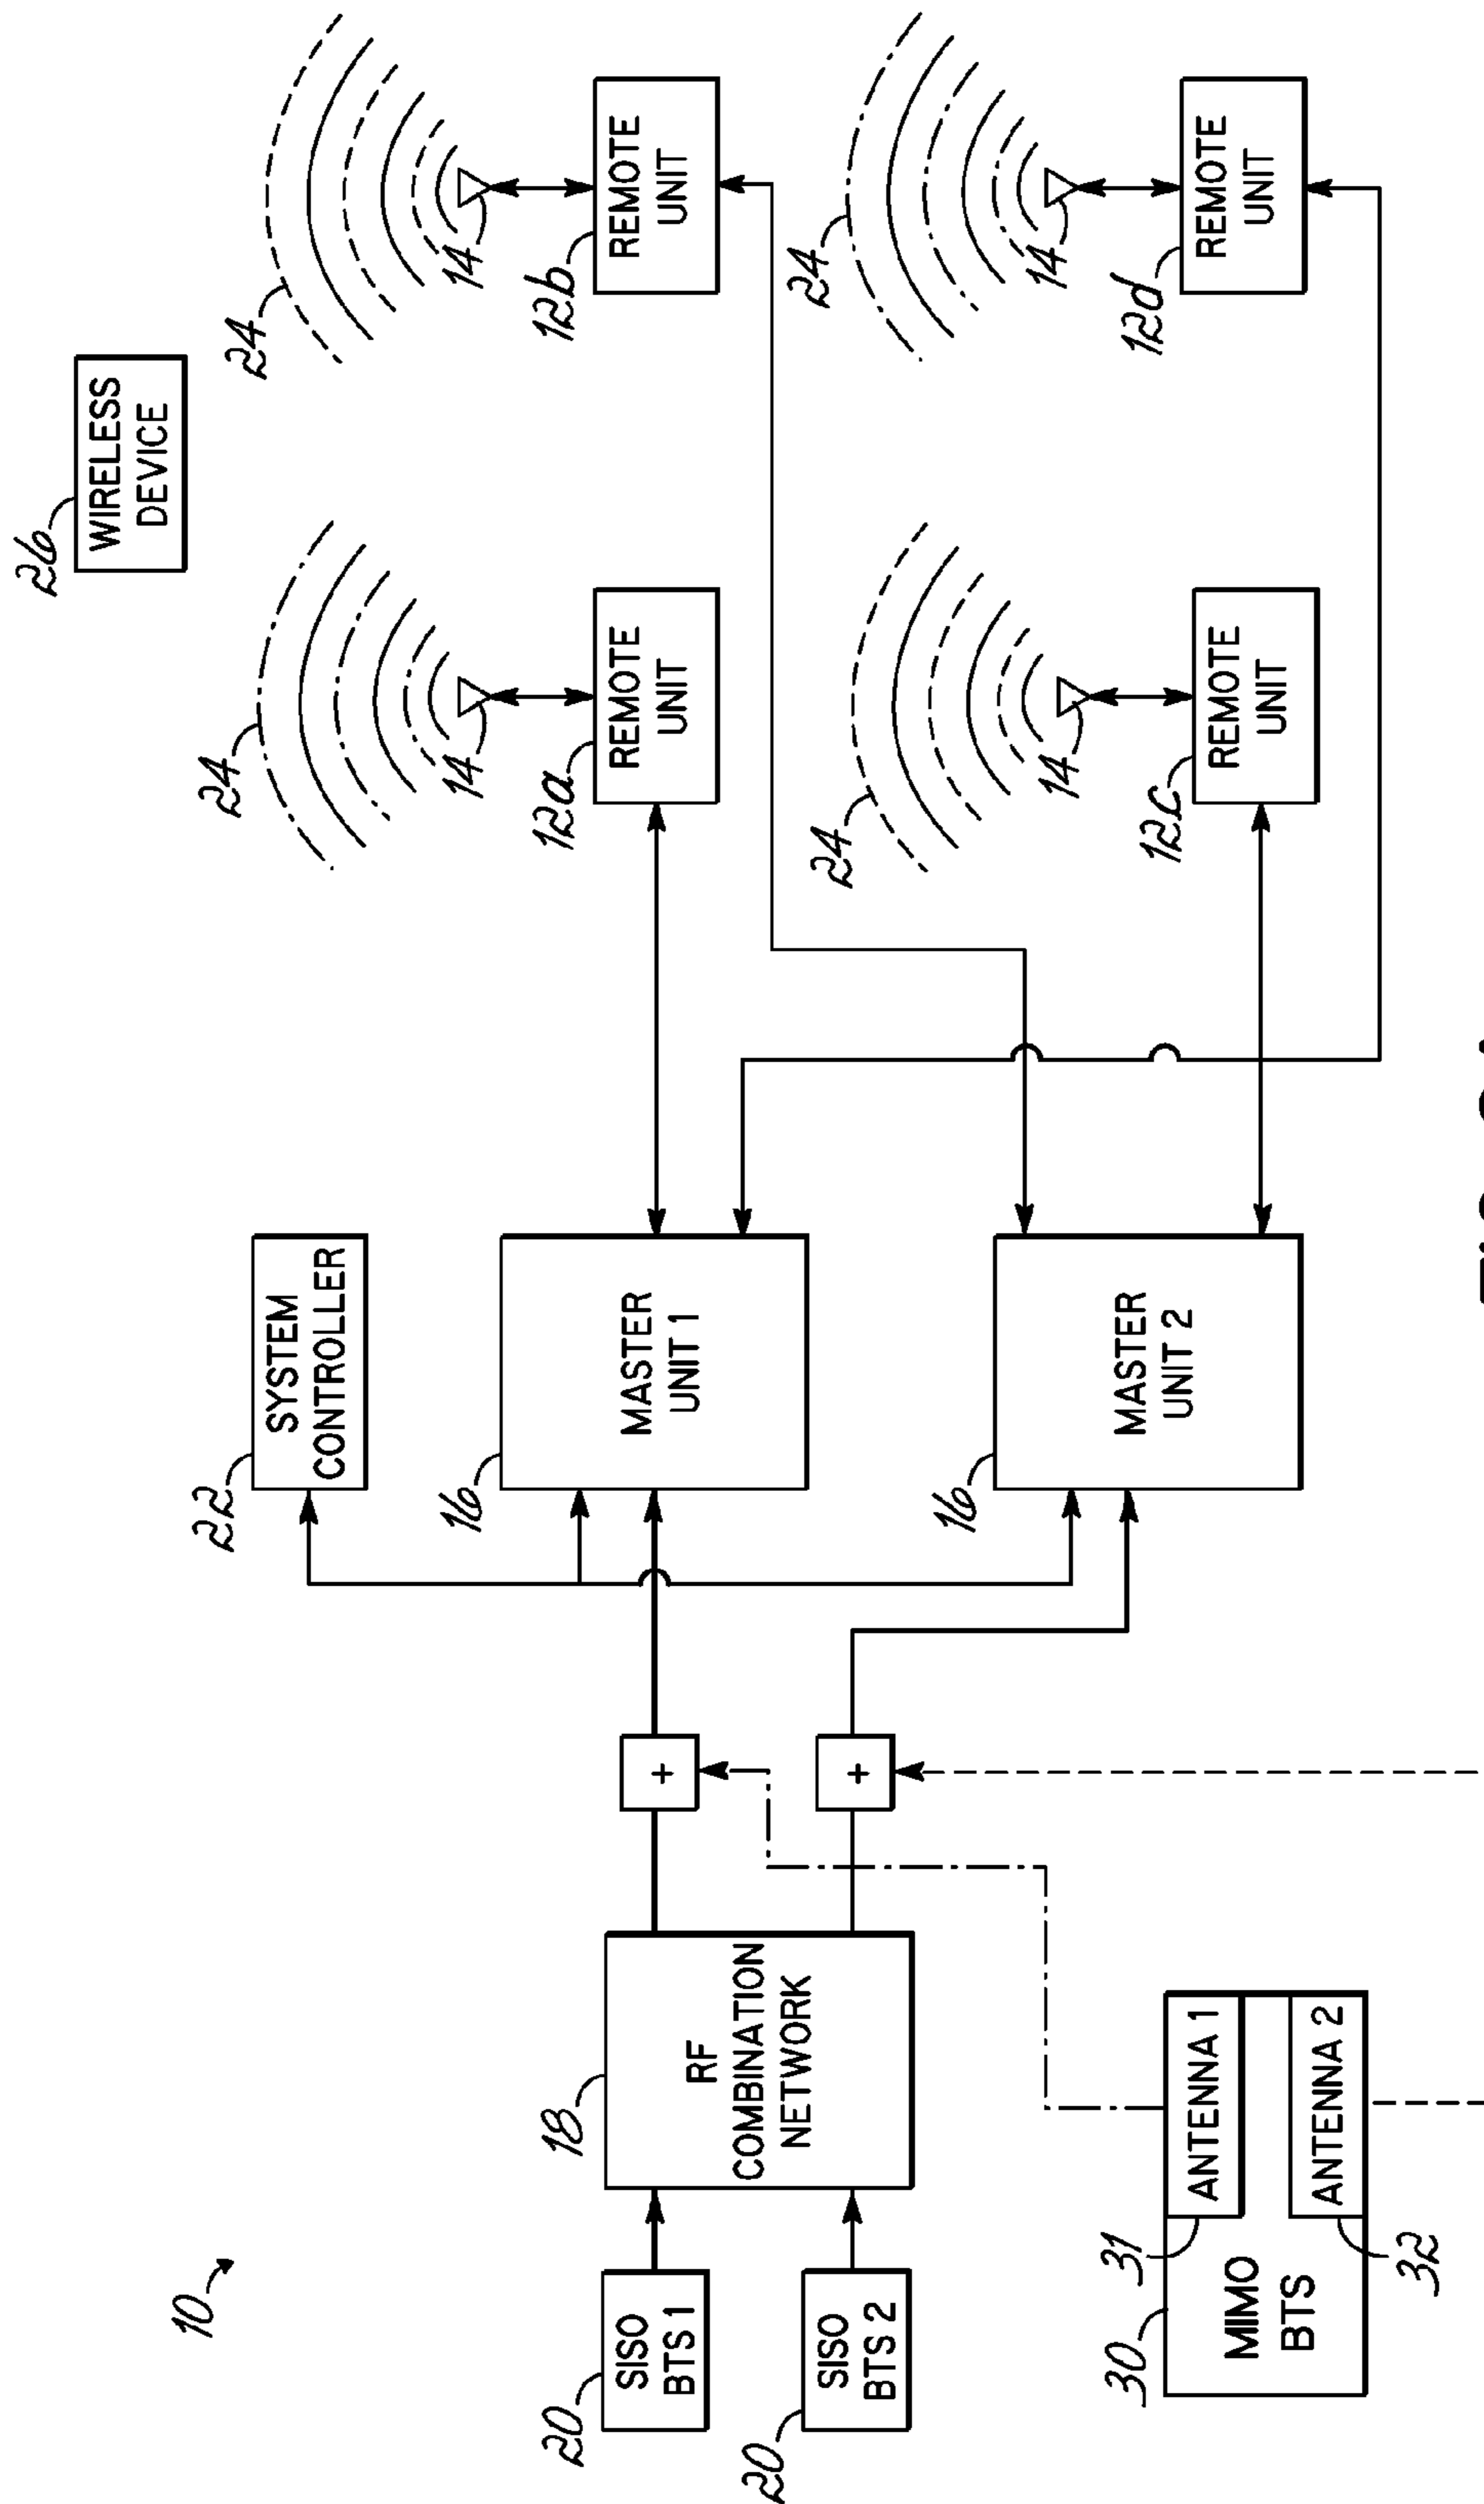 10
20
SISO
BTS 1
20
SISO
BTS 2
18
RF
COMBINATION
NETWORK
30
MIMO
BTS
31
ANTENNA 1
32
ANTENNA 2
+
+
22
SYSTEM
CONTROLLER
16
MASTER
UNIT 1
16
MASTER
UNIT 2
26
WIRELESS
DEVICE
24
14
12a
REMOTE
UNIT
24
14
12b
REMOTE
UNIT
24
14
12c
REMOTE
UNIT
24
14
12d
REMOTE
UNIT